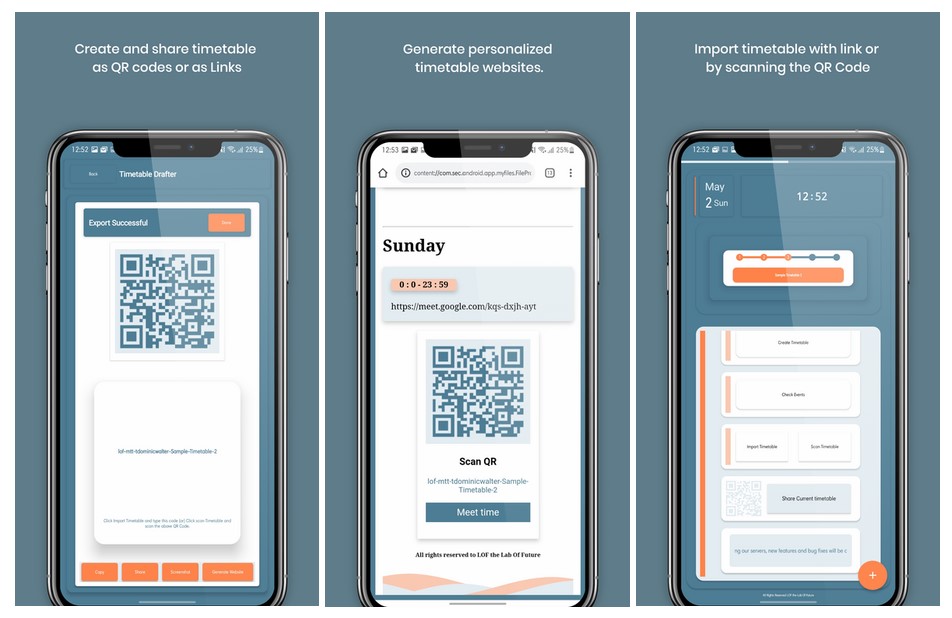 Create and share timetable
as QR codes or as Links
12:52
25%
Back
Timetable Drafter
Export Successful
lof-mtt-tdominicwalter-Sample-Timetable-2
Click Import Timetable and type this code (or) Click scan Timetable and
scan the above QR Code.
Copy
Share
Screenshot
Generate Website
Generate personalized
timetable websites.
12:53
25%
content://com.sec.android.app.myfiles.FilePr
13
Sunday
0 : 0 - 23 : 59
https://meet.google.com/kqs-dxjh-ayt
Scan QR
lof-mtt-tdominicwalter-Sample-
Timetable-2
Meet time
All rights reserved to LOF the Lab Of Future
Import timetable with link or
by scanning the QR Code
12:52
25%
May
2 Sun
12:52
Sample-Timetable-2
Create Timetable
Check Events
Import Timetable
Scan Timetable
Share Current timetable
ng our servers, new features and bug fixes will be c
+
All Rights Reserved LOF the Lab Of Future